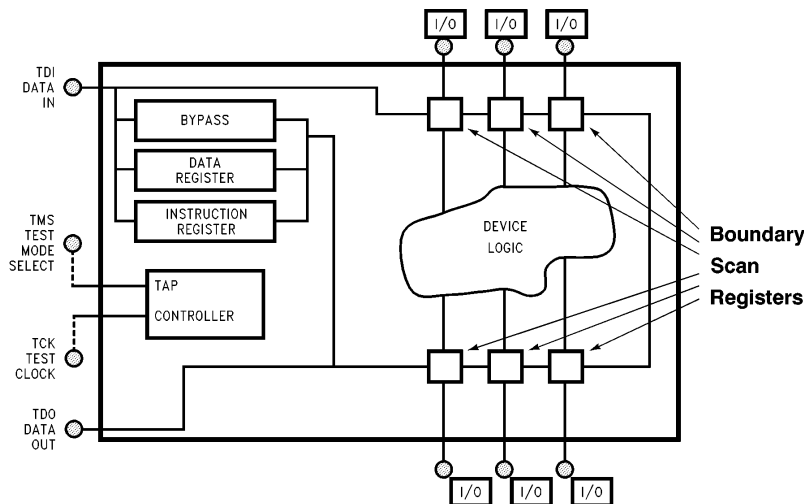 I/O I/O I/O
TDI
DATA
IN
BYPASS
DATA
REGISTER
INSTRUCTION
REGISTER
TMS
TEST
MODE
SELECT
TAP
CONTROLLER
TCK
TEST
CLOCK
TDO
DATA
OUT
DEVICE
LOGIC
Boundary
Scan
Registers
I/O I/O I/O